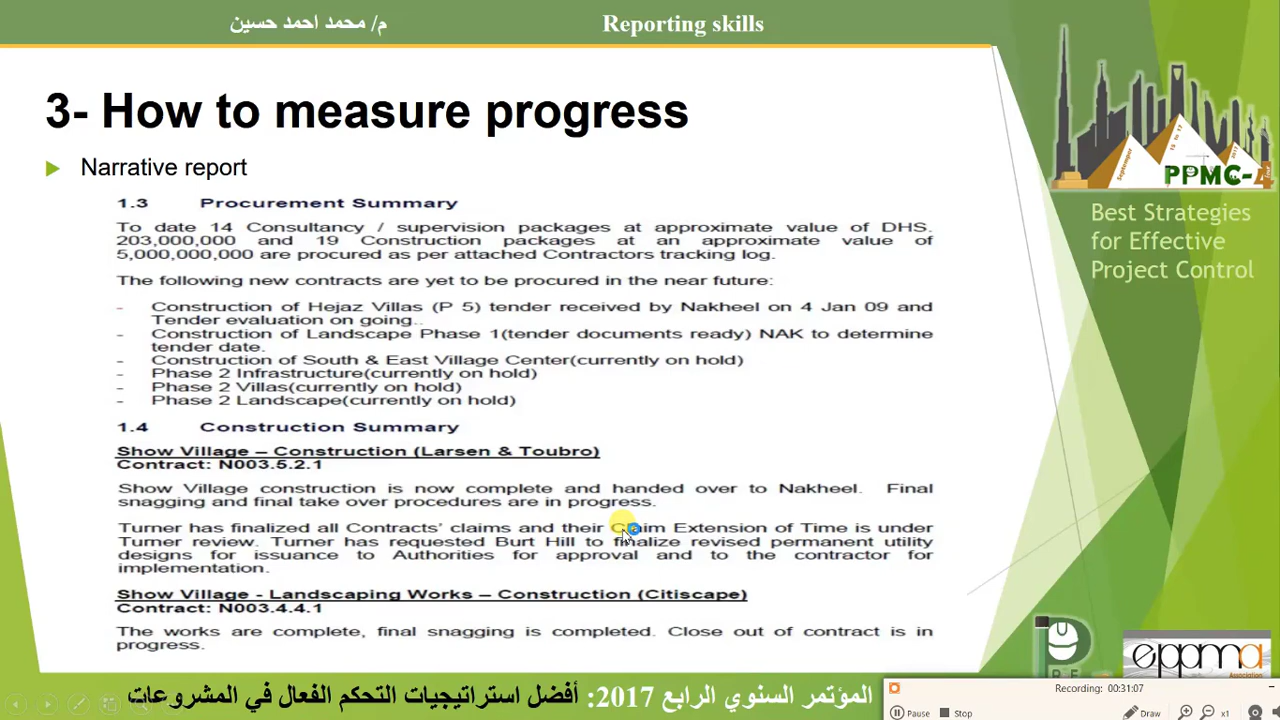 م/ محمد احمد حسين
Reporting skills
3- How to measure progress
Narrative report
1.3 Procurement Summary
To date 14 Consultancy / supervision packages at approximate value of DHS.
203,000,000 and 19 Construction packages at an approximate value of
5,000,000,000 are procured as per attached Contractors tracking log.
The following new contracts are yet to be procured in the near future:
- Construction of Hejaz Villas (P 5) tender received by Nakheel on 4 Jan 09 and
Tender evaluation on going..
- Construction of Landscape Phase 1(tender documents ready) NAK to determine
tender date.
- Construction of South & East Village Center(currently on hold)
- Phase 2 Infrastructure(currently on hold)
- Phase 2 Villas(currently on hold)
- Phase 2 Landscape(currently on hold)
1.4 Construction Summary
Show Village – Construction (Larsen & Toubro)
Contract: N003.5.2.1
Show Village construction is now complete and handed over to Nakheel. Final
snagging and final take over procedures are in progress.
Turner has finalized all Contracts' claims and their Claim Extension of Time is under
Turner review. Turner has requested Burt Hill to finalize revised permanent utility
designs for issuance to Authorities for approval and to the contractor for
implementation.
Show Village - Landscaping Works – Construction (Citiscape)
Contract: N003.4.4.1
The works are complete, final snagging is completed. Close out of contract is in
progress.
September 15 to 17 2017
PPMC-4
Best Strategies
for Effective
Project Control
eppma
المؤتمر السنوي الرابع 2017: أفضل استراتيجيات التحكم الفعال في المشروعات
Recording: 00:31:07
Pause Stop Draw x1